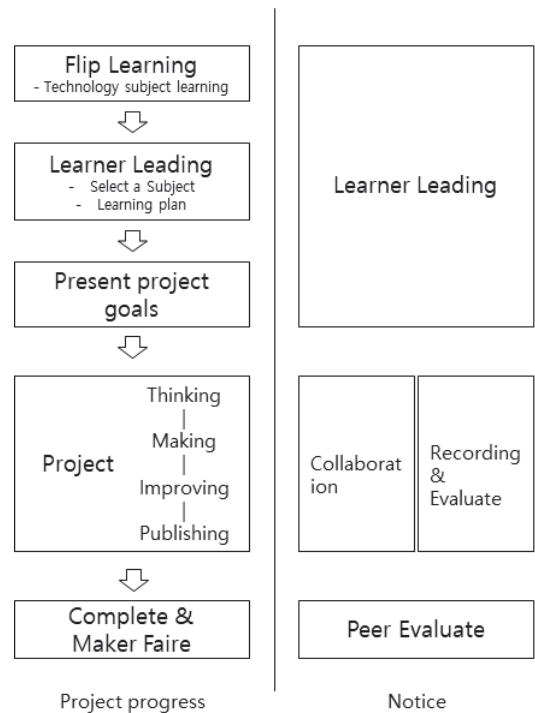 Flip Learning
- Technology subject learning
Learner Leading
- Select a Subject
- Learning plan
Present project
goals
Project
Thinking
|
Making
|
Improving
|
Publishing
Complete &
Maker Faire
Project progress
Learner Leading
Collaborat
ion
Recording
&
Evaluate
Peer Evaluate
Notice